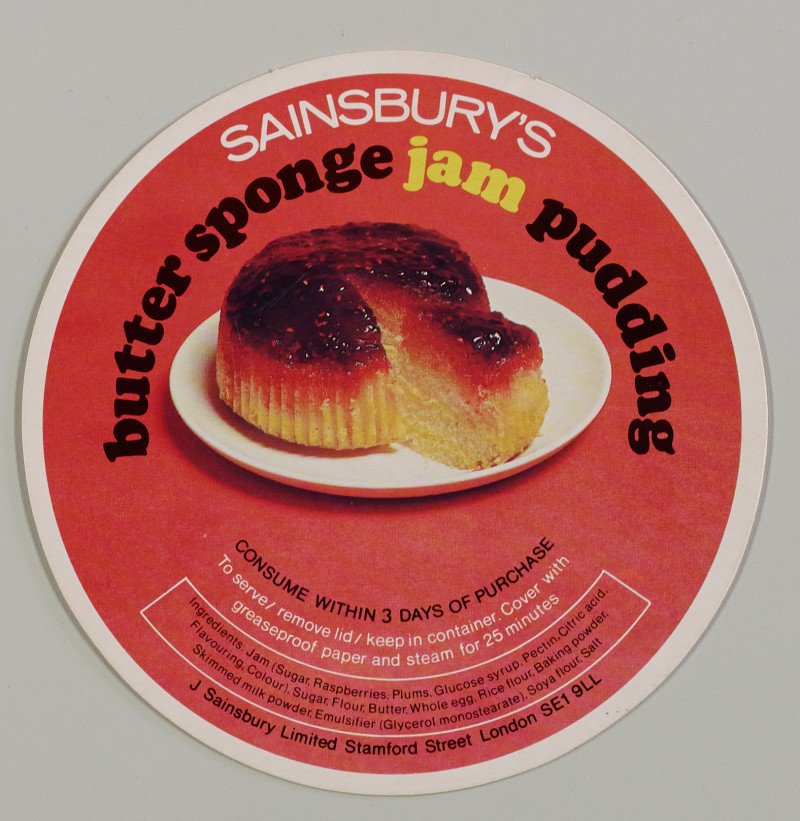 SAINSBURY'S
butter sponge jam pudding
CONSUME WITHIN 3 DAYS OF PURCHASE
To serve/ remove lid/ keep in container. Cover with
greaseproof paper and steam for 25 minutes
Ingredients. Jam (Sugar, Raspberries, Plums, Glucose syrup, Pectin, Citric acid.
Flavouring, Colour), Sugar, Flour, Butter, Whole egg, Rice flour, Baking powder.
Skimmed milk powder, Emulsifier (Glycerol monostearate), Soya flour, Salt
J Sainsbury Limited Stamford Street London SE1 9LL